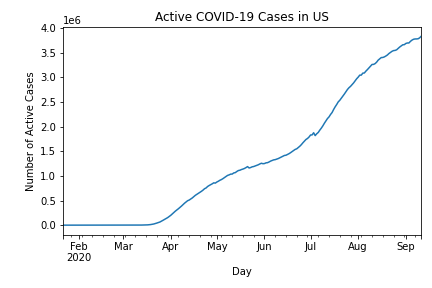 Active COVID-19 Cases in US
1e6
4.0
3.5
3.0
2.5
2.0
1.5
1.0
0.5
0.0
Number of Active Cases
Feb Mar Apr May Jun Jul Aug Sep
2020
Day